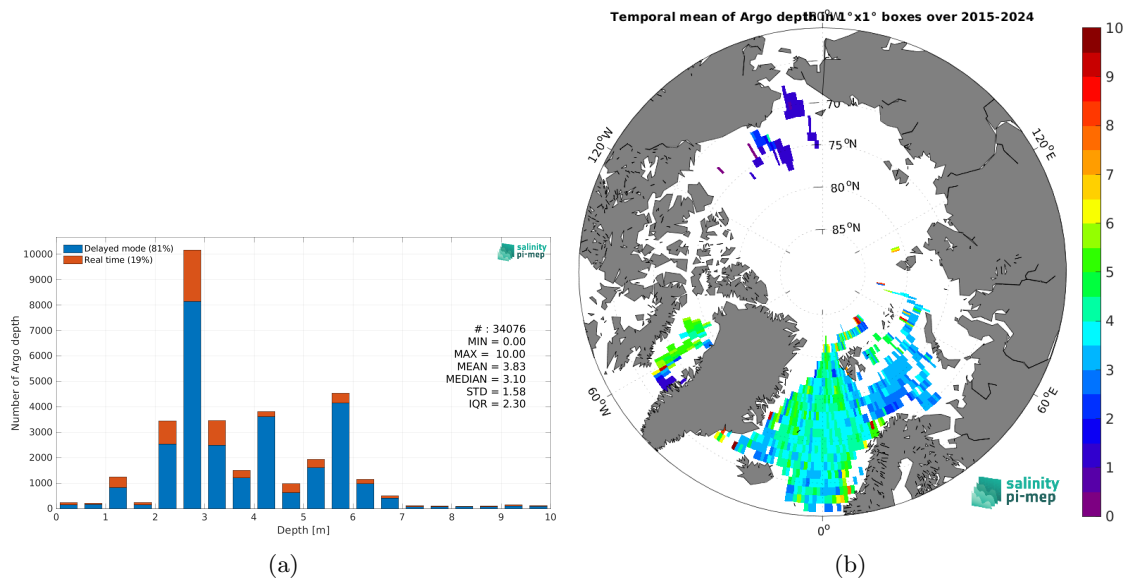 Temporal mean of Argo depth in 1°x1° boxes over 2015-2024
Delayed mode (81%)
Real time (19%)
salinity
pi-mep
# : 34076
MIN = 0.00
MAX = 10.00
MEAN = 3.83
MEDIAN = 3.10
STD = 1.58
IQR = 2.30
Number of Argo depth
10000
9000
8000
7000
6000
5000
4000
3000
2000
1000
0
0 1 2 3 4 5 6 7 8 9 10
Depth [m]
(a)
120°W
120°E
60°W
60°E
0°
75°N
80°N
85°N
salinity
pi-mep
10
9
8
7
6
5
4
3
2
1
0
(b)